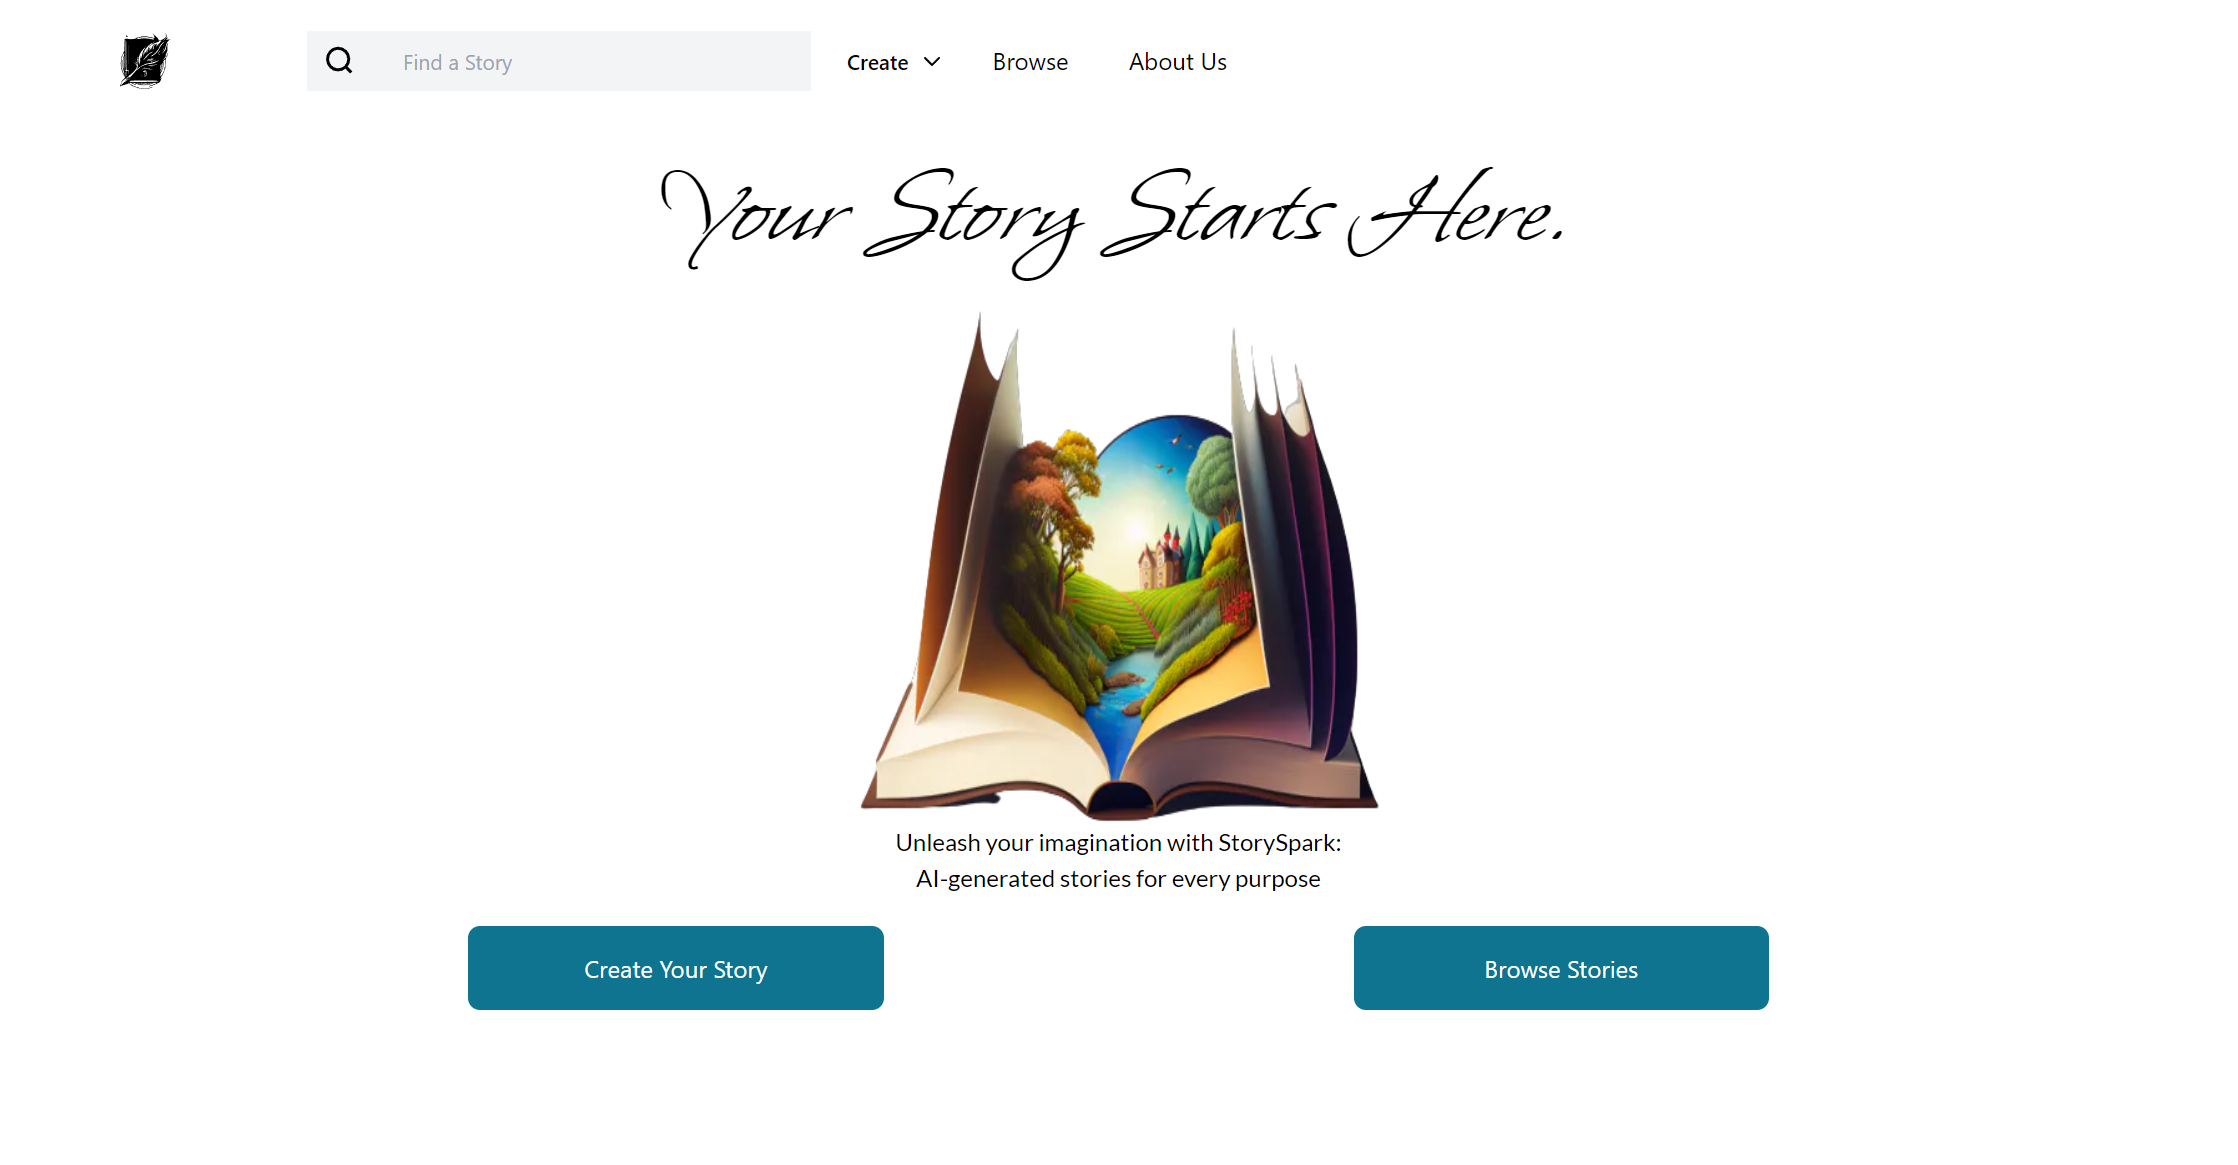 Find a Story
Create
Browse
About Us
Your Story Starts Here.
Unleash your imagination with StorySpark:
AI-generated stories for every purpose
Create Your Story
Browse Stories